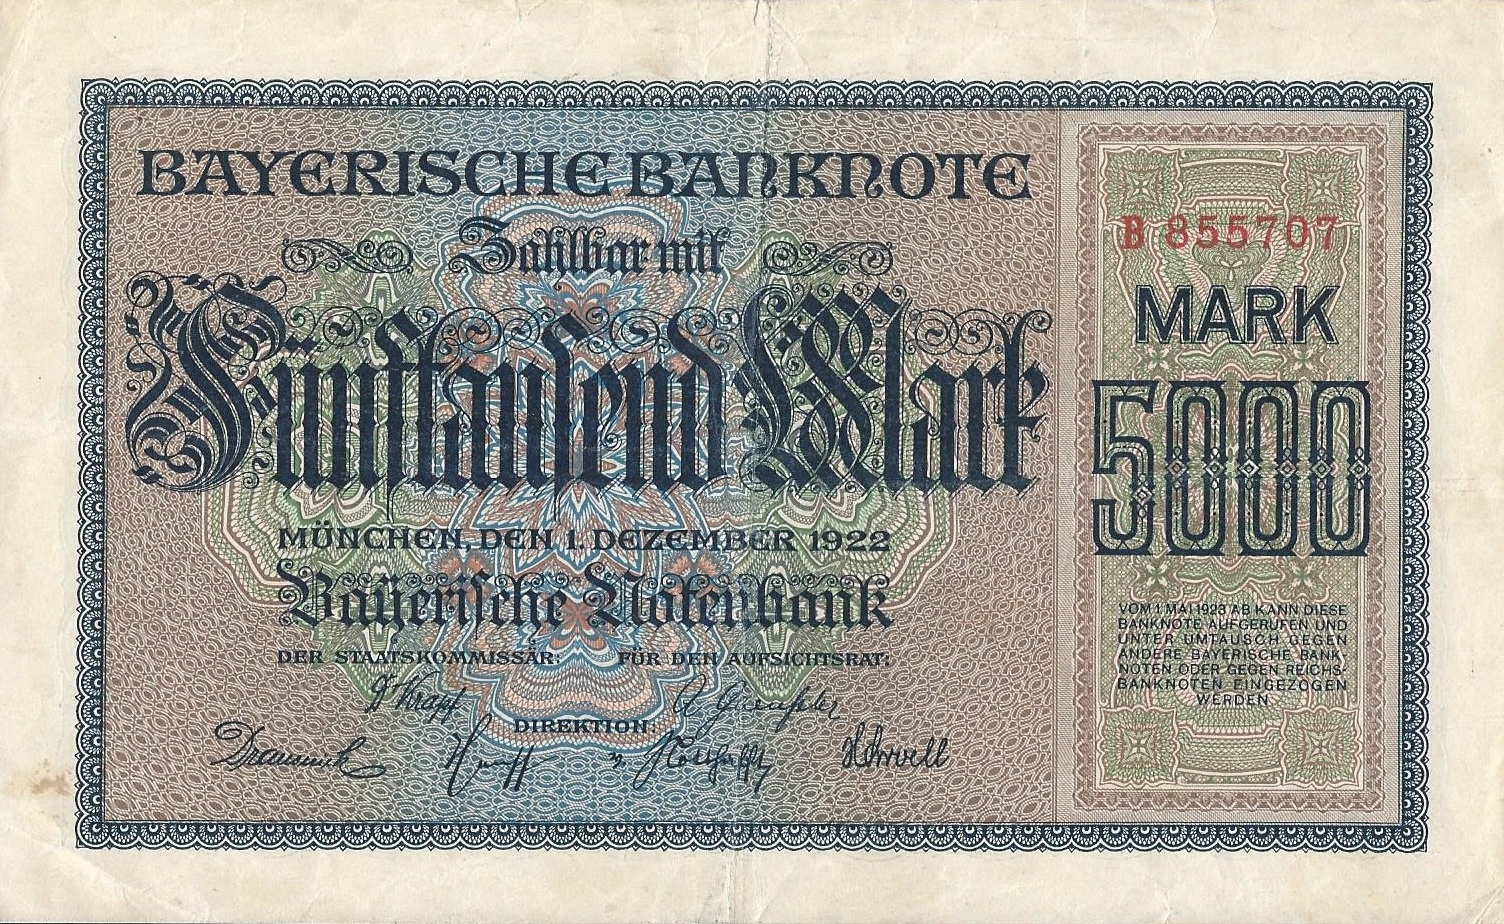 BAYERISCHE BANKNOTE
Zahlbar mit
Fünftausend Mark
MÜNCHEN, DEN 1. DEZEMBER 1922
Bayerische Notenbank
DER STAATSKOMMISSÄR: FÜR DEN AUFSICHTSRAT:
DIREKTION
B 855707
MARK
5000
VOM 1 MAI 1923 AB KANN DIESE
BANKNOTE AUFGERUFEN UND
UNTER UMTAUSCH GEGEN
ANDERE BAYERISCHE BANK-
NOTEN ODER GEGEN REICHS-
BANKNOTEN EINGEZOGEN
WERDEN